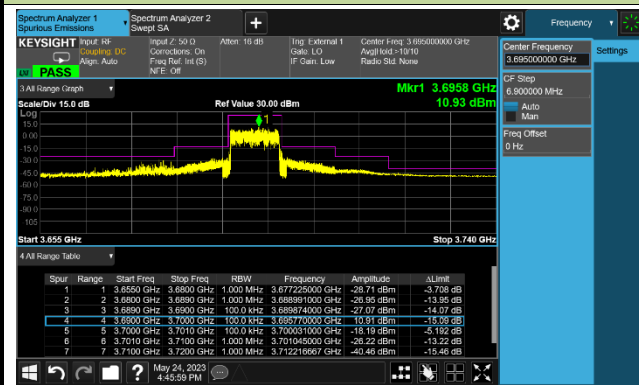 Spectrum Analyzer 1
Spurious Emissions
Spectrum Analyzer 2
Swept SA
+
Frequency
KEYSIGHT
Input: RF
Coupling: DC
Align: Auto
Input Z: 50 Ω
Corrections: On
Freq Ref: Int (S)
NFE: Off
Atten: 16 dB
Trig: External 1
Gate: LO
IF Gain: Low
Center Freq: 3.695000000 GHz
Avg|Hold:>10/10
Radio Std: None
PASS
Center Frequency
3.695000000 GHz
Settings
CF Step
6.900000 MHz
Auto
Man
Freq Offset
0 Hz
3 All Range Graph
Mkr1 3.6958 GHz
Scale/Div 15.0 dB
Ref Value 30.00 dBm
10.93 dBm
Log
15.0
0.00
-15.0
-30.0
-45.0
-60.0
-75.0
-90.0
-105
1
Start 3.655 GHz
Stop 3.740 GHz
4 All Range Table
Spur Range Start Freq Stop Freq RBW Frequency Amplitude ΔLimit
1 1 3.6550 GHz 3.6800 GHz 1.000 MHz 3.677225000 GHz -28.71 dBm -3.708 dB
2 2 3.6800 GHz 3.6890 GHz 1.000 MHz 3.688991000 GHz -26.95 dBm -13.95 dB
3 3 3.6890 GHz 3.6900 GHz 100.0 kHz 3.689874000 GHz -27.07 dBm -14.07 dB
4 4 3.6900 GHz 3.7000 GHz 100.0 kHz 3.695770000 GHz 10.91 dBm -15.09 dB
5 5 3.7000 GHz 3.7010 GHz 100.0 kHz 3.700031000 GHz -18.19 dBm -5.192 dB
6 6 3.7010 GHz 3.7100 GHz 1.000 MHz 3.701045000 GHz -26.22 dBm -13.22 dB
7 7 3.7100 GHz 3.7200 GHz 1.000 MHz 3.712216667 GHz -40.46 dBm -15.46 dB
?
May 24, 2023
4:45:59 PM